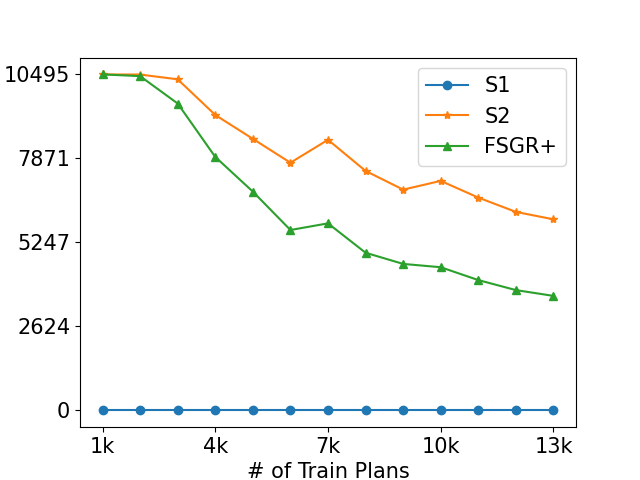 10495
7871
5247
2624
0
S1
S2
FSGR+
1k 4k 7k 10k 13k
# of Train Plans